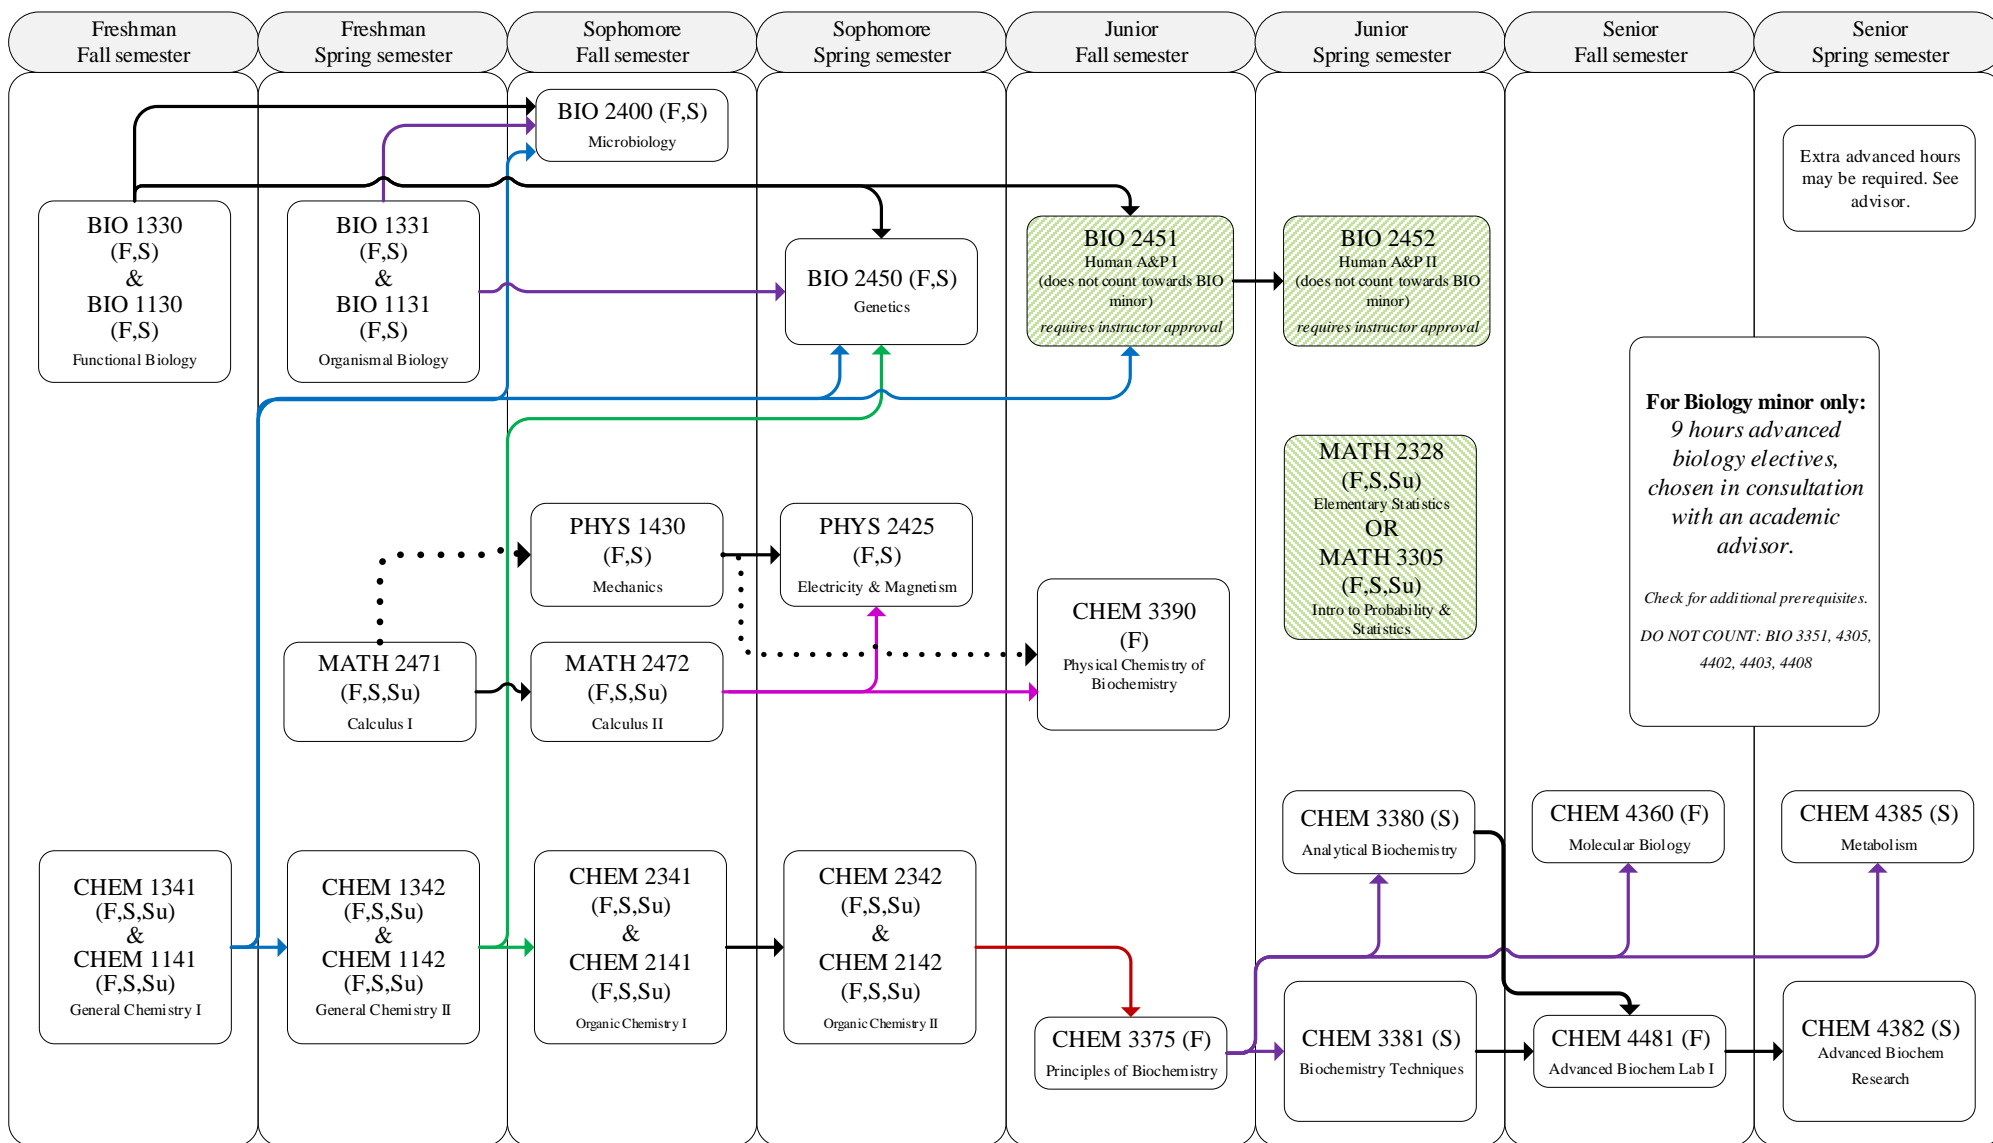 Freshman
Fall semester
Freshman
Spring semester
Sophomore
Fall semester
Sophomore
Spring semester
Junior
Fall semester
Junior
Spring semester
Senior
Fall semester
Senior
Spring semester
BIO 1330
(F,S)
&
BIO 1130
(F,S)
Functional Biology
CHEM 1341
(F,S,Su)
&
CHEM 1141
(F,S,Su)
General Chemistry I
BIO 1331
(F,S)
&
BIO 1131
(F,S)
Organismal Biology
MATH 2471
(F,S,Su)
Calculus I
CHEM 1342
(F,S,Su)
&
CHEM 1142
(F,S,Su)
General Chemistry II
BIO 2400 (F,S)
Microbiology
PHYS 1430
(F,S)
Mechanics
MATH 2472
(F,S,Su)
Calculus II
CHEM 2341
(F,S,Su)
&
CHEM 2141
(F,S,Su)
Organic Chemistry I
BIO 2450 (F,S)
Genetics
PHYS 2425
(F,S)
Electricity & Magnetism
CHEM 2342
(F,S,Su)
&
CHEM 2142
(F,S,Su)
Organic Chemistry II
BIO 2451
Human A&P I
(does not count towards BIO
minor)
requires instructor approval
CHEM 3390
(F)
Physical Chemistry of
Biochemistry
CHEM 3375 (F)
Principles of Biochemistry
BIO 2452
Human A&P II
(does not count towards BIO
minor)
requires instructor approval
MATH 2328
(F,S,Su)
Elementary Statistics
OR
MATH 3305
(F,S,Su)
Intro to Probability &
Statistics
CHEM 3380 (S)
Analytical Biochemistry
CHEM 3381 (S)
Biochemistry Techniques
CHEM 4360 (F)
Molecular Biology
CHEM 4481 (F)
Advanced Biochem Lab I
Extra advanced hours
may be required. See
advisor.
For Biology minor only:
9 hours advanced
biology electives,
chosen in consultation
with an academic
advisor.
Check for additional prerequisites.
DO NOT COUNT: BIO 3351, 4305,
4402, 4403, 4408
CHEM 4385 (S)
Metabolism
CHEM 4382 (S)
Advanced Biochem
Research